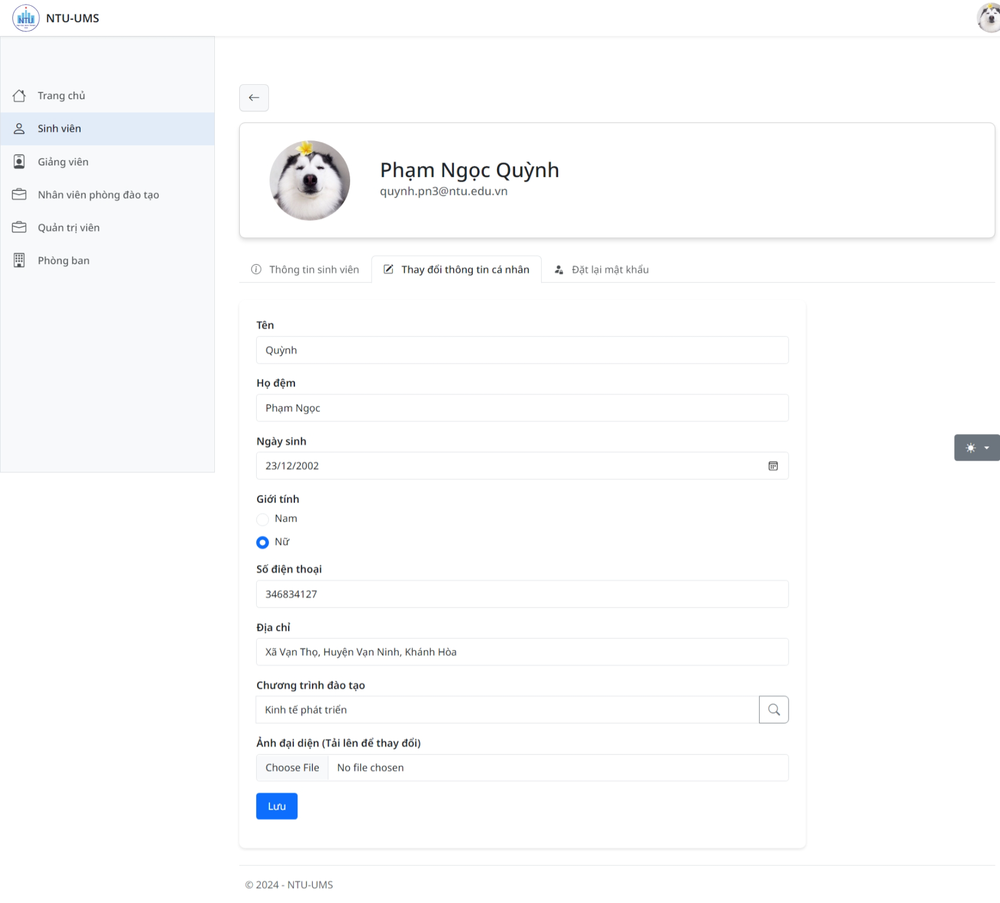 NTU
NTU-UMS
Trang chủ
Sinh viên
Giảng viên
Nhân viên phòng đào tạo
Quản trị viên
Phòng ban
Phạm Ngọc Quỳnh
quynh.pn3@ntu.edu.vn
Thông tin sinh viên
Thay đổi thông tin cá nhân
Đặt lại mật khẩu
Tên
Quỳnh
Họ đệm
Phạm Ngọc
Ngày sinh
23/12/2002
Giới tính
Nam
Nữ
Số điện thoại
346834127
Địa chỉ
Xã Vạn Thọ, Huyện Vạn Ninh, Khánh Hòa
Chương trình đào tạo
Kinh tế phát triển
Ảnh đại diện (Tải lên để thay đổi)
Choose File No file chosen
Lưu
© 2024 - NTU-UMS